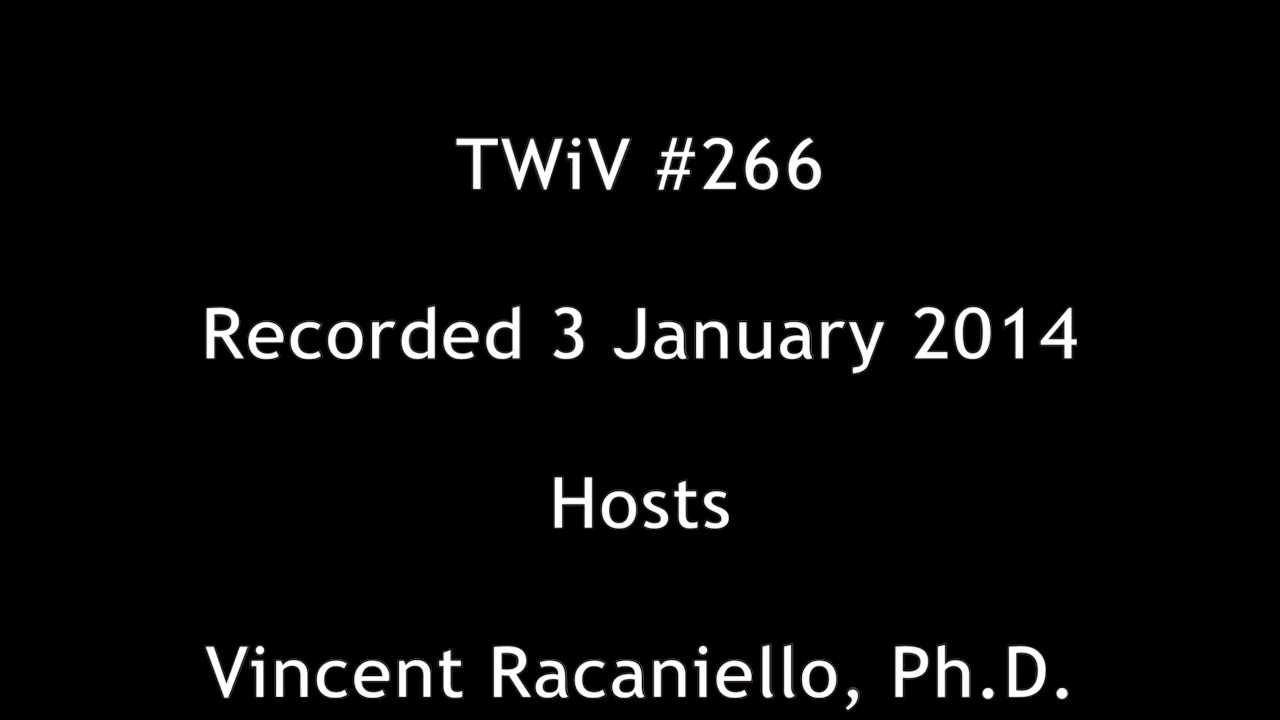 TWiV #266
Recorded 3 January 2014
Hosts
Vincent Racaniello, Ph.D.